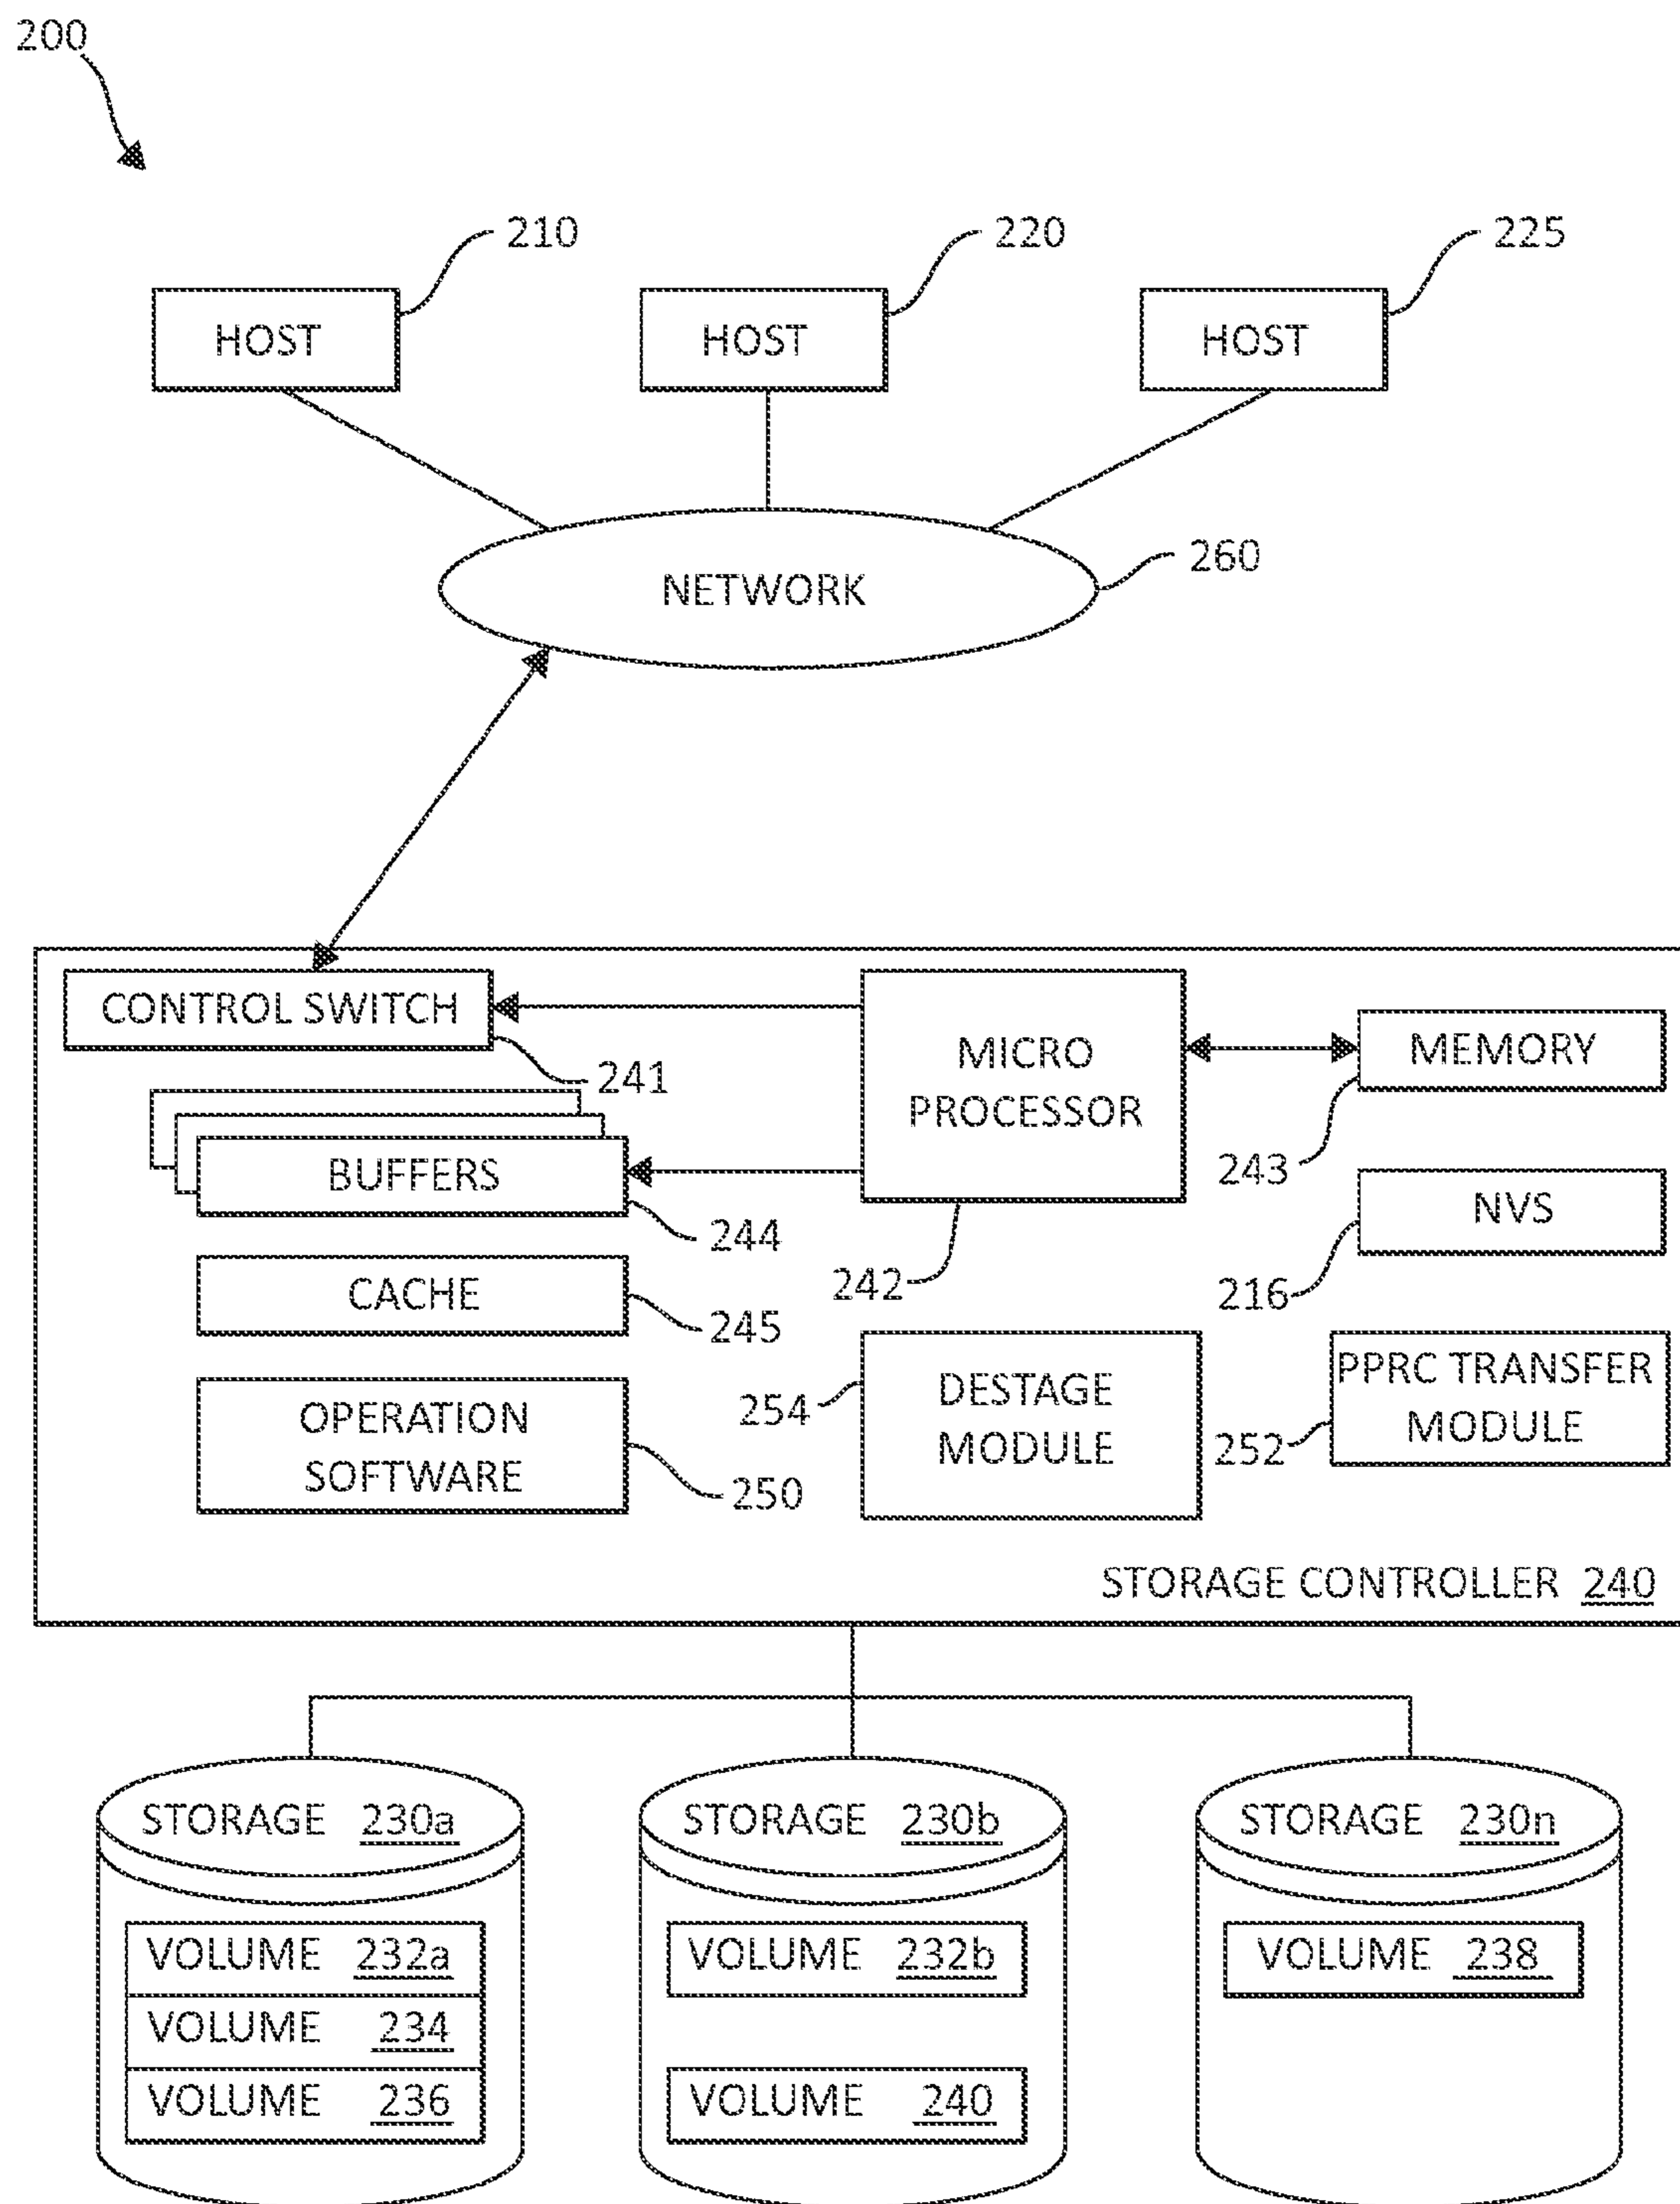 200
210
220
225
HOST
HOST
HOST
260
NETWORK
CONTROL SWITCH
241
MICRO
PROCESSOR
242
MEMORY
243
BUFFERS
244
NVS
216
CACHE
245
OPERATION
SOFTWARE
250
DESTAGE
MODULE
254
PPRC TRANSFER
MODULE
252
STORAGE CONTROLLER 240
STORAGE 230a
VOLUME 232a
VOLUME 234
VOLUME 236
STORAGE 230b
VOLUME 232b
VOLUME 240
STORAGE 230n
VOLUME 238